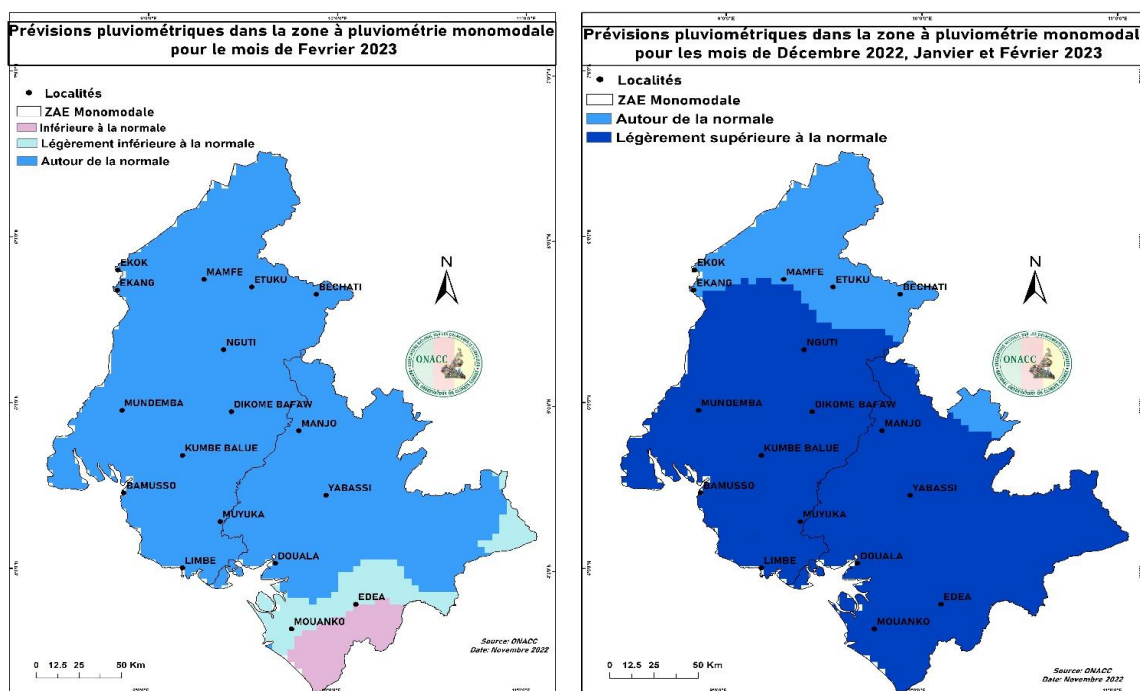 Prévisions pluviométriques dans la zone à pluviométrie monomodale
pour le mois de Fevrier 2023
Localités
ZAE Monomodale
Inférieure à la normale
Légèrement inférieure à la normale
Autour de la normale
EKOK
EKANG
MAMFE
ETUKU
BECHATI
N
NGUTI
ONACC
MUNDEMBA
DIKOME BAFAW
MANJO
KUMBE BALUE
BAMUSSO
YABASSI
MUYUKA
LIMBE
DOUALA
EDEA
MOUANKO
0 12.5 25 50 Km
Source: ONACC
Date: Novembre 2022
Prévisions pluviométriques dans la zone à pluviométrie monomodal
pour les mois de Décembre 2022, Janvier et Février 2023
Localités
ZAE Monomodale
Autour de la normale
Légèrement supérieure à la normale
EKOK
EKANG
MAMFE
ETUKU
BECHATI
N
NGUTI
ONACC
MUNDEMBA
DIKOME BAFAW
MANJO
KUMBE BALUE
BAMUSSO
YABASSI
MUYUKA
LIMBE
DOUALA
EDEA
MOUANKO
0 12.5 25 50 Km
Source: ONACC
Date: Novembre 2022